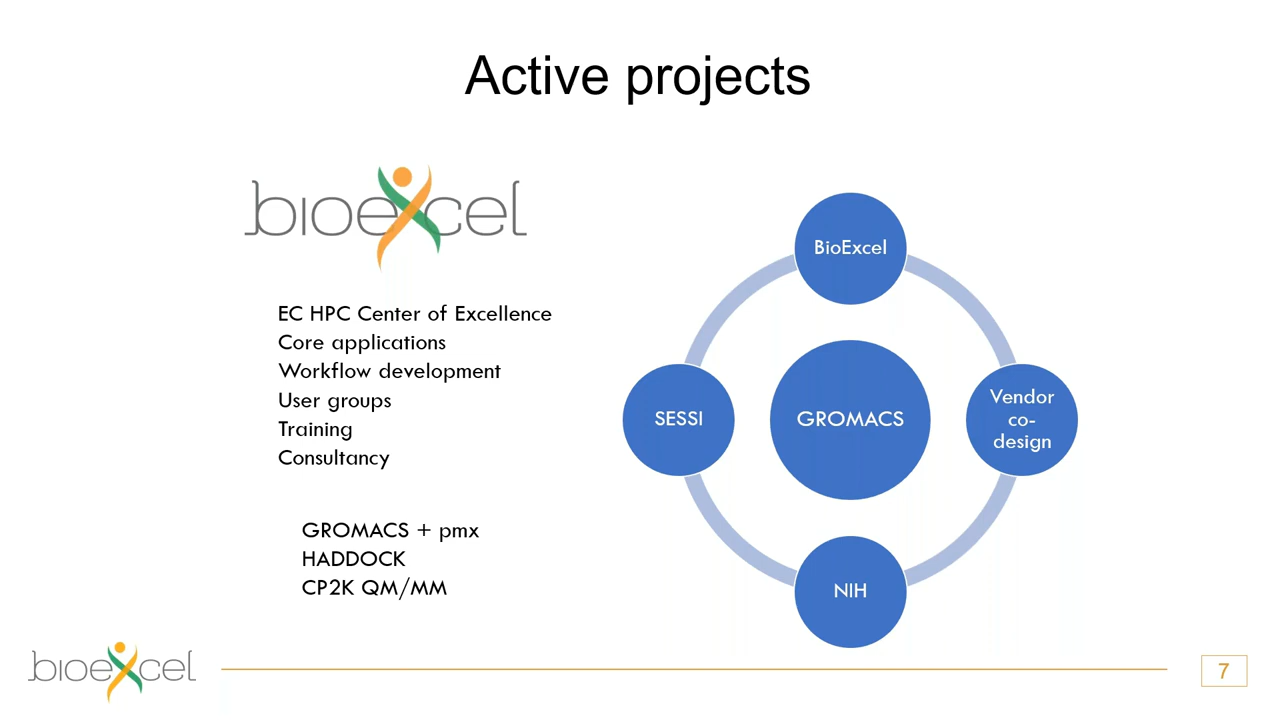 Active projects
bioexcel
EC HPC Center of Excellence
Core applications
Workflow development
User groups
Training
Consultancy
GROMACS + pmx
HADDOCK
CP2K QM/MM
BioExcel
SESSI
GROMACS
Vendor
co-
design
NIH
bioexcel
7